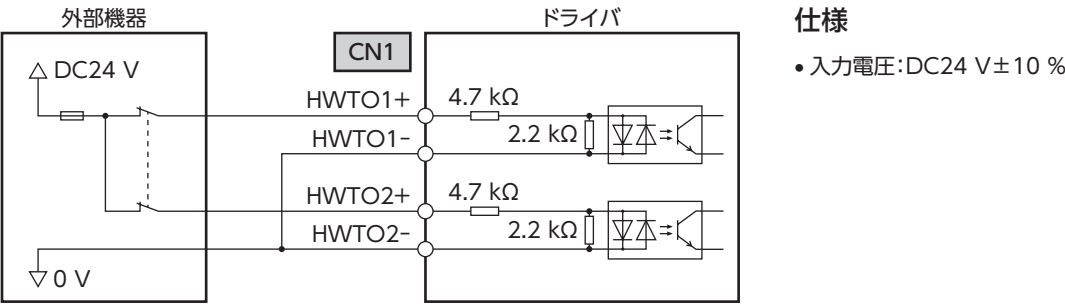 外部機器
ドライバ
仕様
CN1
DC24 V
• 入力電圧：DC24 V±10 %
HWTO1+
4.7 kΩ
HWTO1−
2.2 kΩ
HWTO2+
4.7 kΩ
HWTO2−
2.2 kΩ
0 V